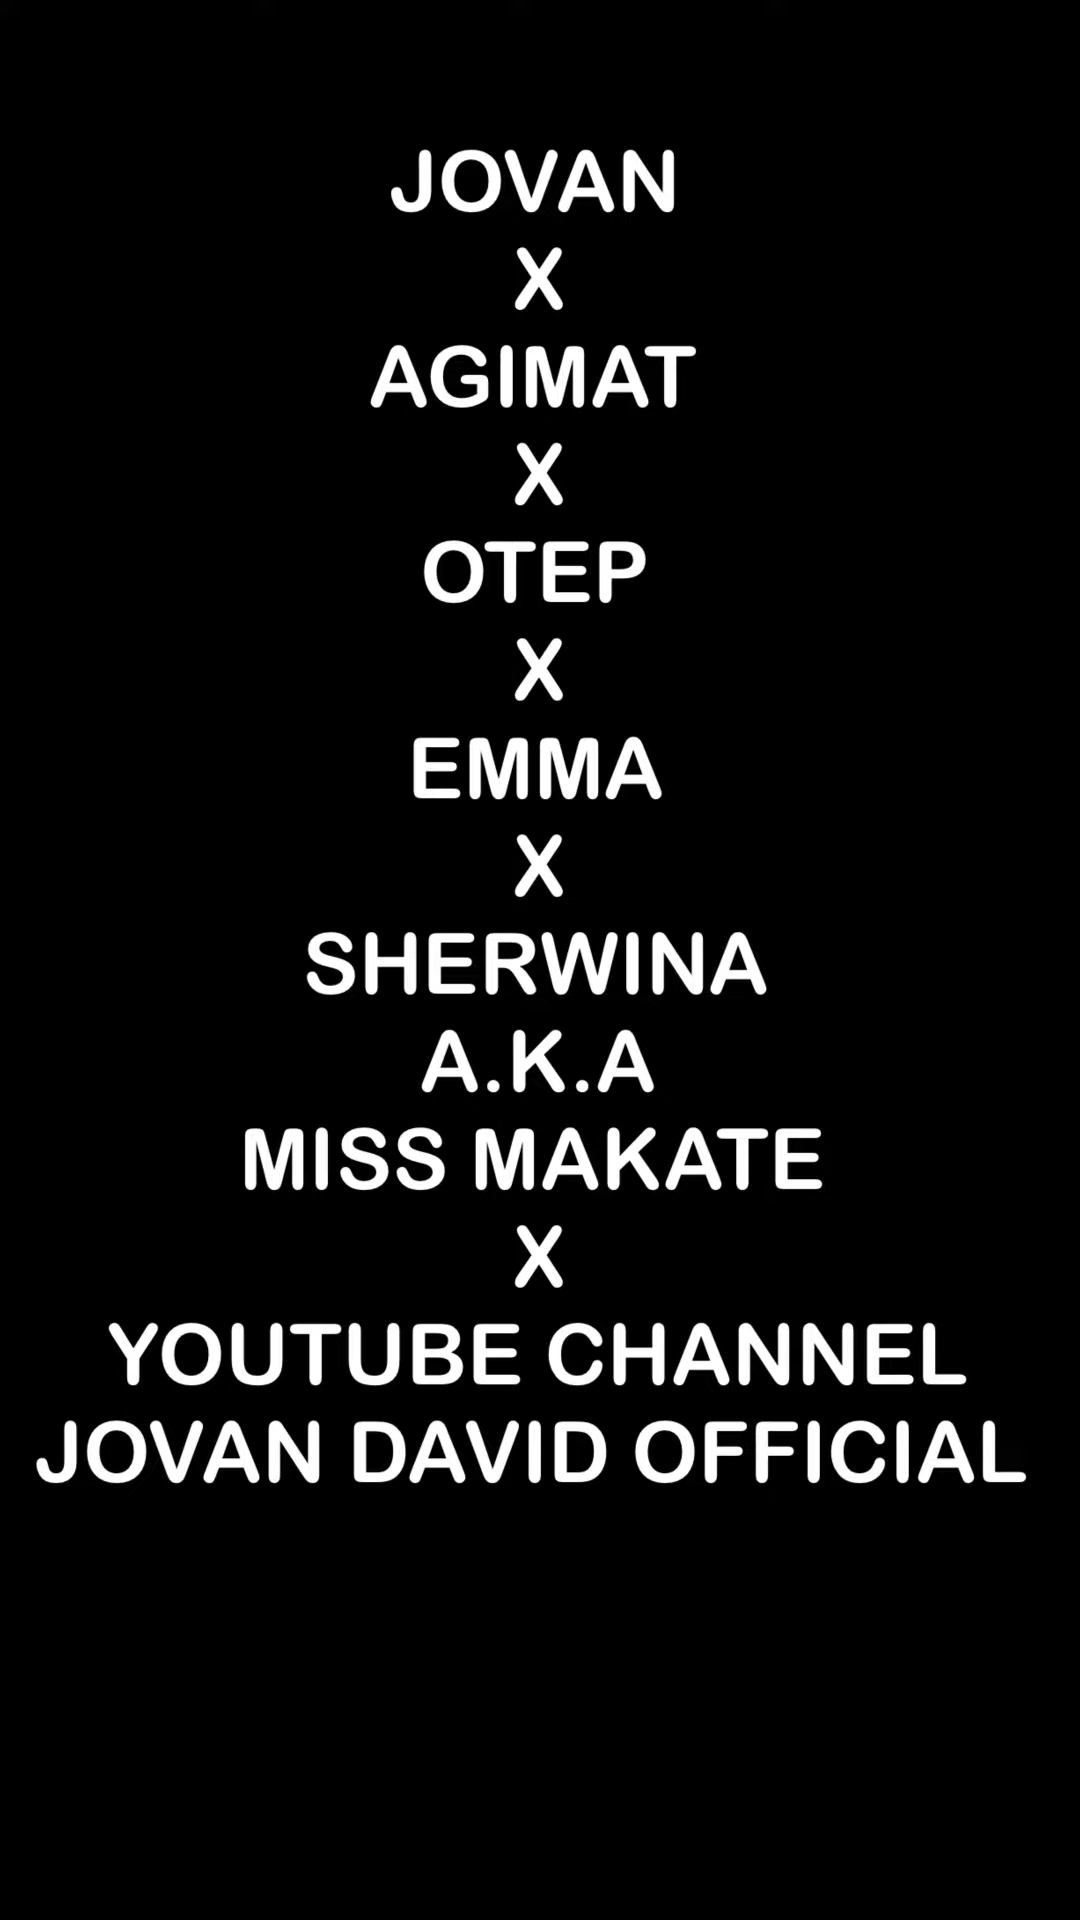 JOVAN
X
AGIMAT
X
OTEP
X
EMMA
X
SHERWINA
A.K.A
MISS MAKATE
X
YOUTUBE CHANNEL
JOVAN DAVID OFFICIAL